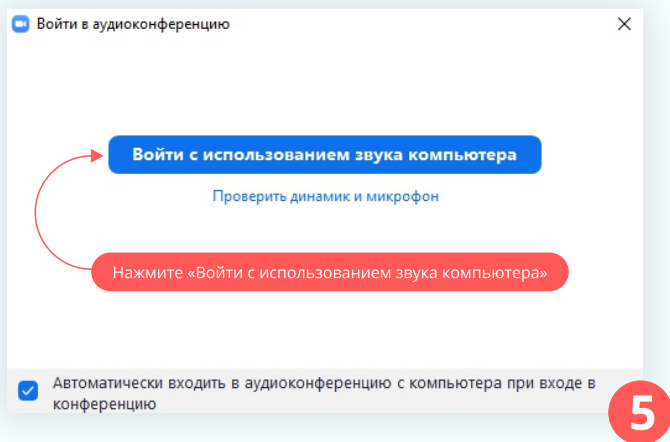 Войти в аудиоконференцию
Войти с использованием звука компьютера
Проверить динамик и микрофон
Нажмите «Войти с использованием звука компьютера»
Автоматически входить в аудиоконференцию с компьютера при входе в
конференцию
5